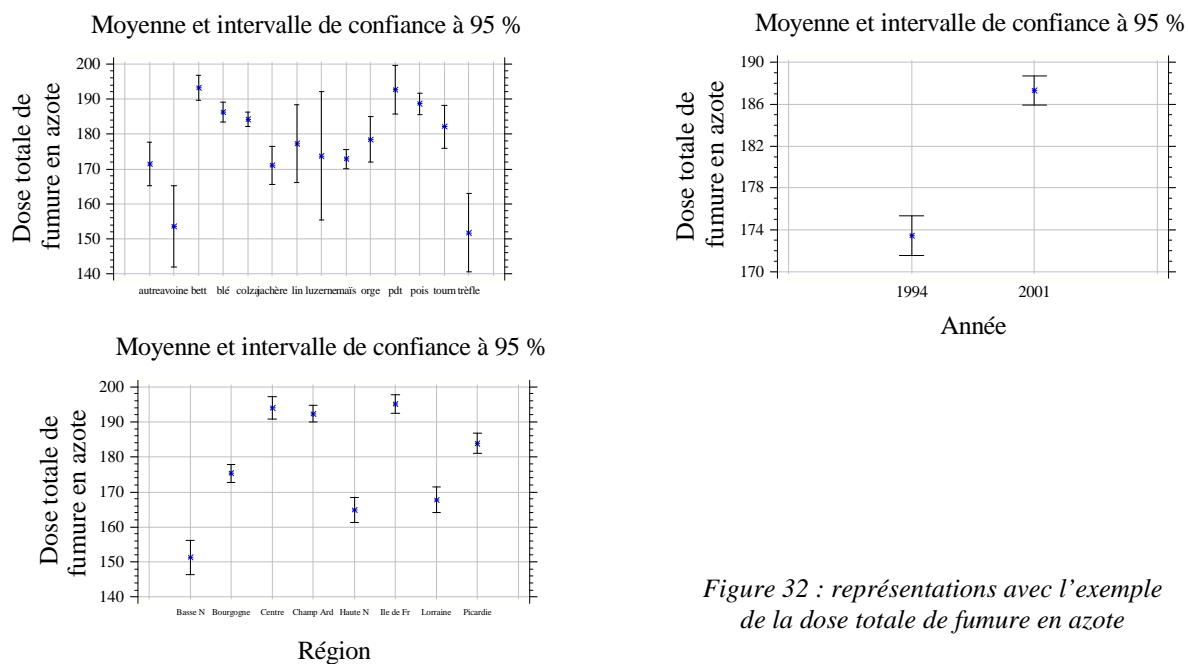 Moyenne et intervalle de confiance à 95 %
Dose totale de
fumure en azote
200
190
180
170
160
150
140
autre avoine bett blé colza jachère lin luzerne maïs orge pdt pois tourn trèfle
Moyenne et intervalle de confiance à 95 %
Dose totale de
fumure en azote
190
186
182
178
174
170
1994 2001
Année
Moyenne et intervalle de confiance à 95 %
Dose totale de
fumure en azote
200
190
180
170
160
150
140
Basse N Bourgogne Centre Champ Ard Haute N Ile de Fr Lorraine Picardie
Région
Figure 32 : représentations avec l’exemple
de la dose totale de fumure en azote